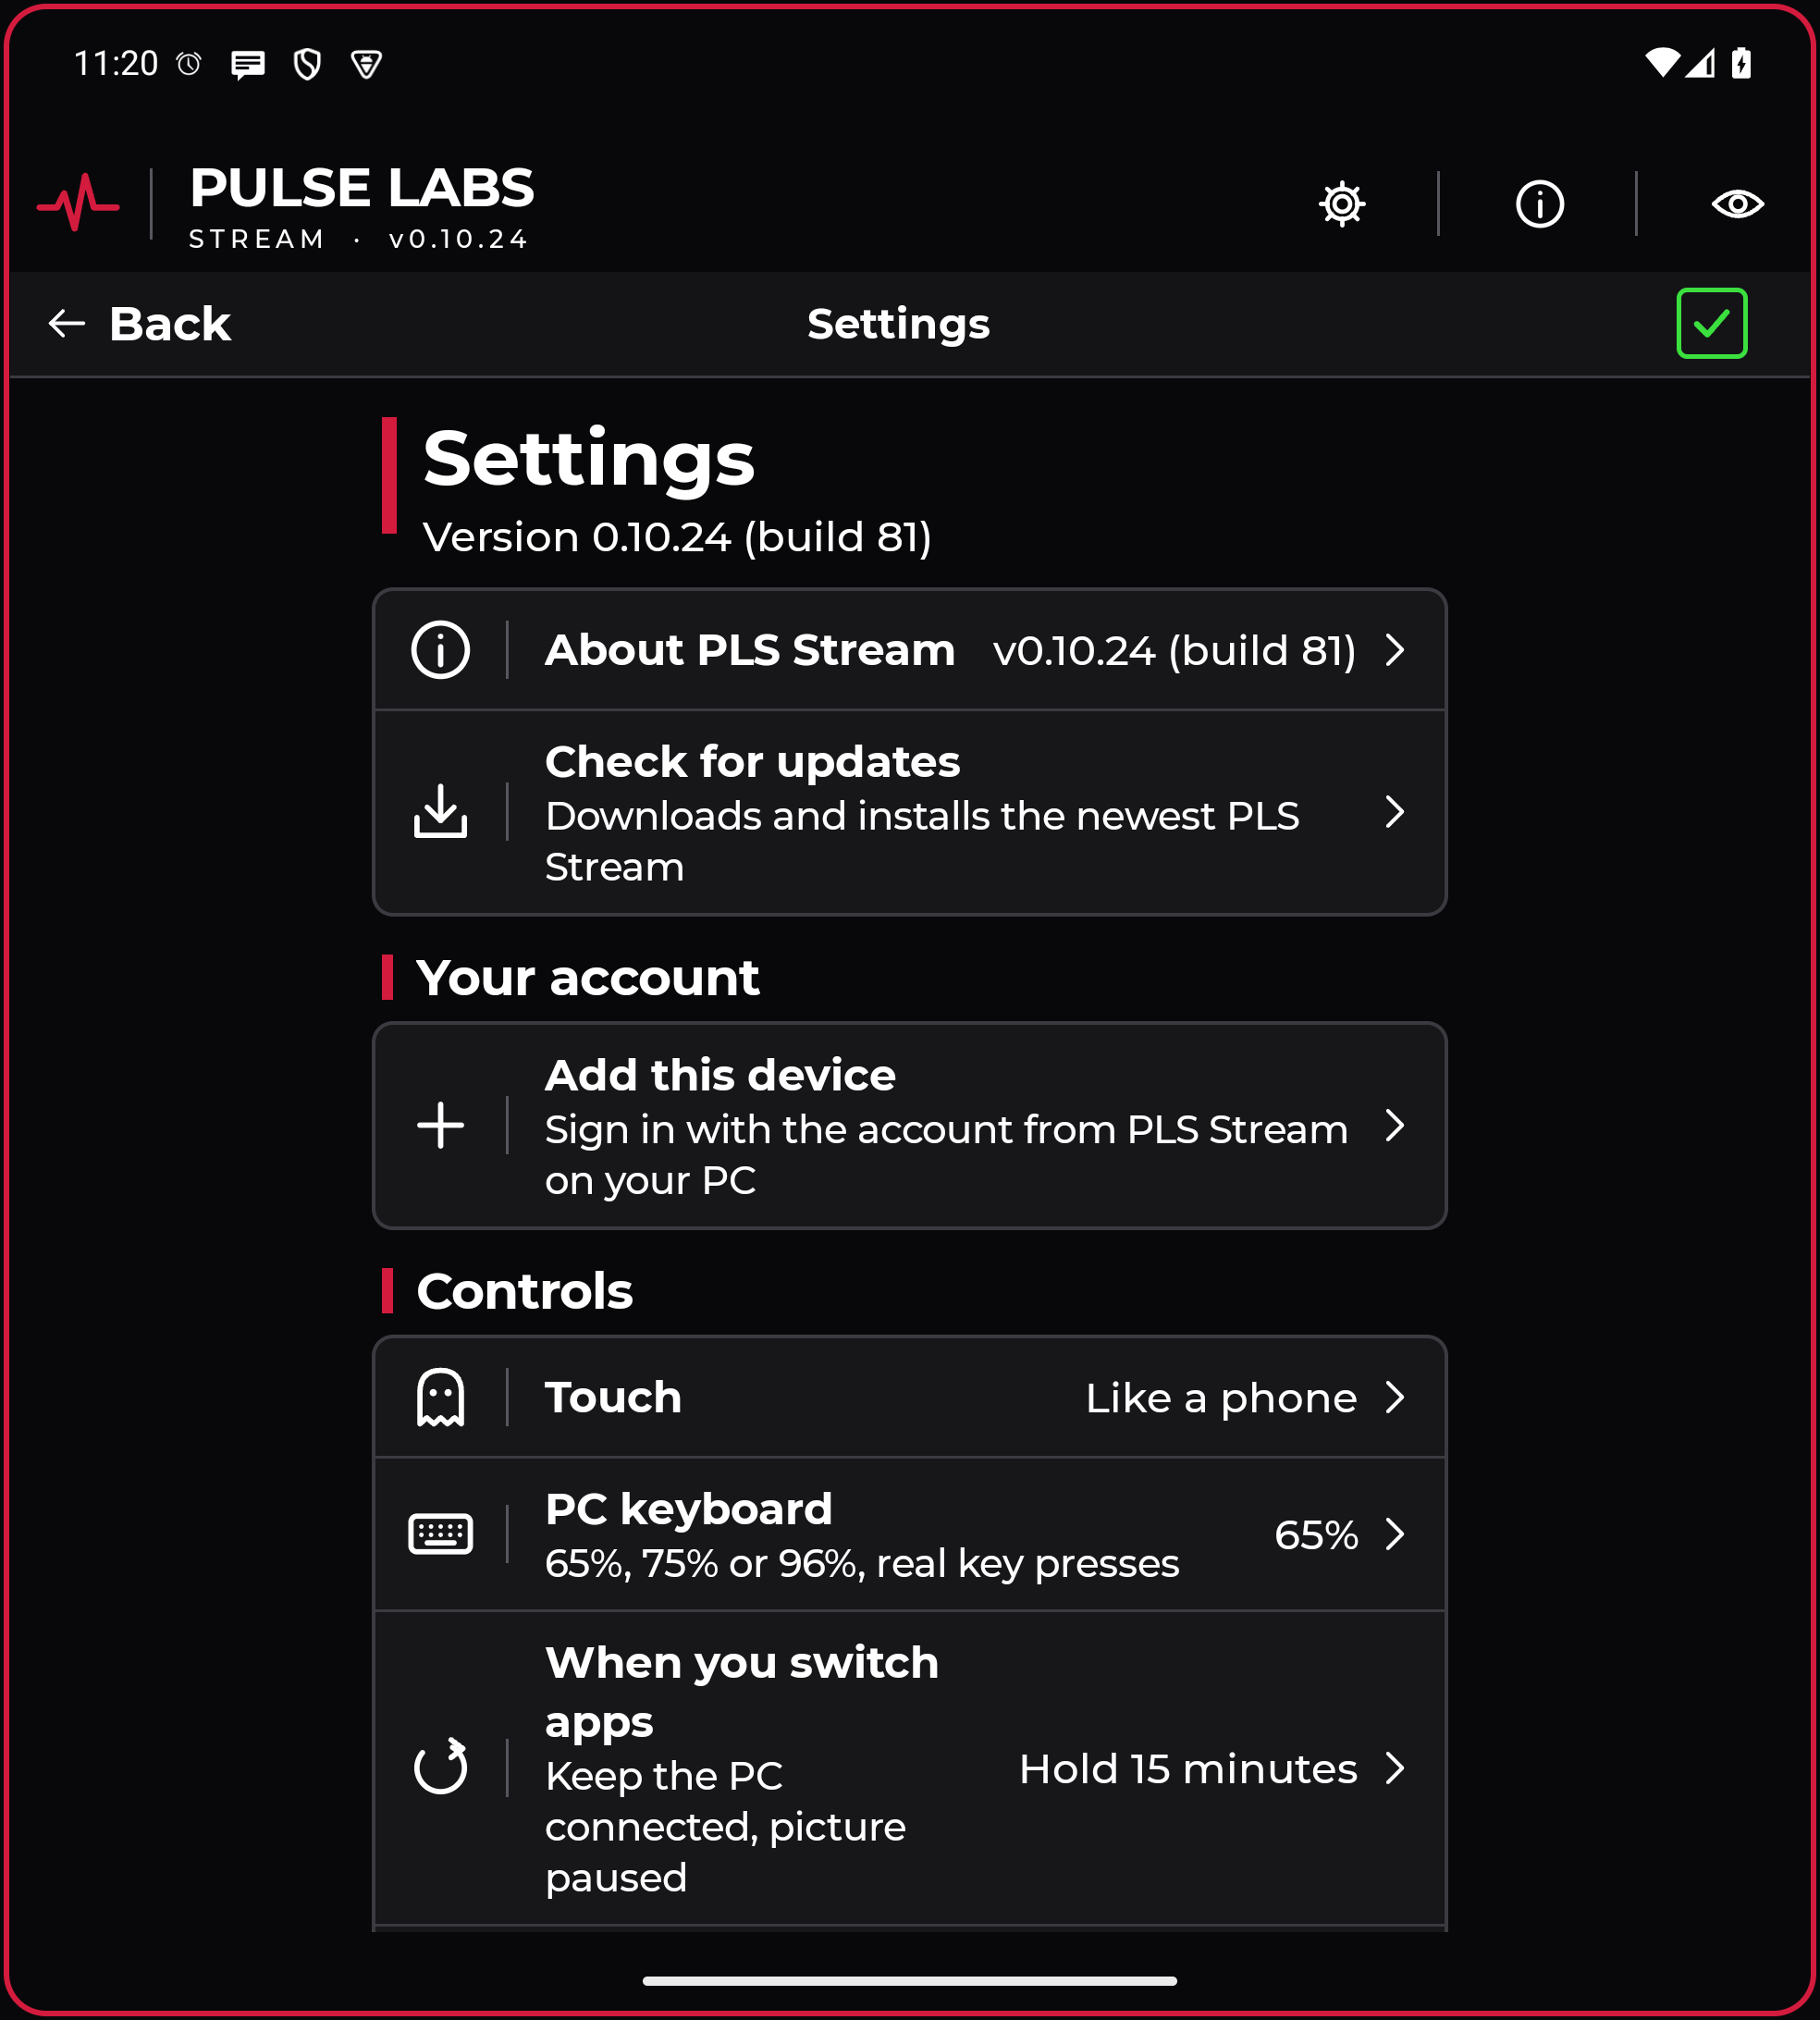 11:20
PULSE LABS
STREAM · v0.10.24
Back
Settings
Settings
Version 0.10.24 (build 81)
About PLS Stream v0.10.24 (build 81)
Check for updates
Downloads and installs the newest PLS
Stream
Your account
Add this device
Sign in with the account from PLS Stream
on your PC
Controls
Touch Like a phone
PC keyboard
65%, 75% or 96%, real key presses
65%
When you switch
apps
Keep the PC
connected, picture
paused
Hold 15 minutes